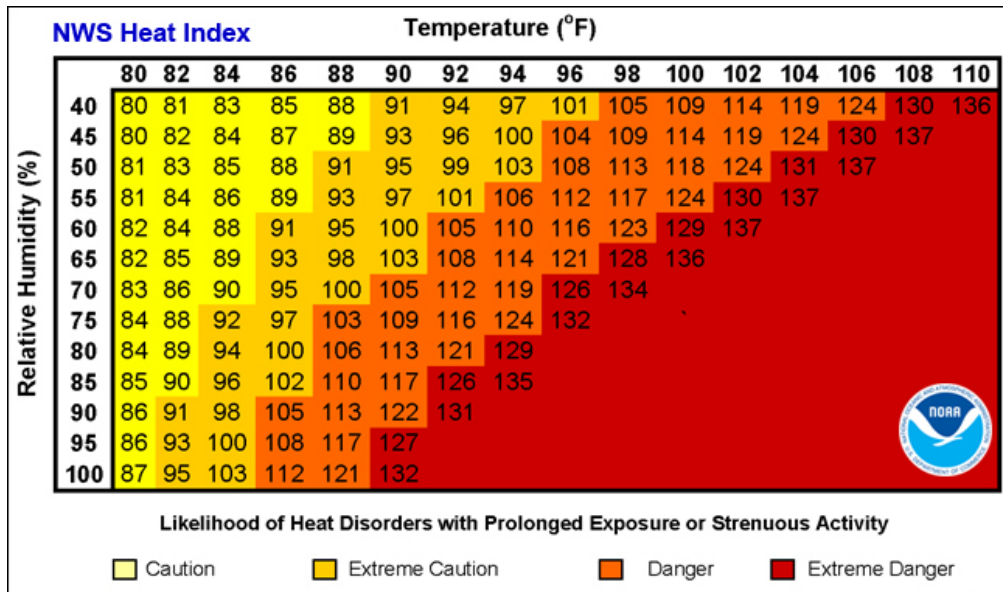 NWS Heat Index
Temperature (°F)
80 82 84 86 88 90 92 94 96 98 100 102 104 106 108 110
Relative Humidity (%)
40 80 81 83 85 88 91 94 97 101 105 109 114 119 124 130 136
45 80 82 84 87 89 93 96 100 104 109 114 119 124 130 137
50 81 83 85 88 91 95 99 103 108 113 118 124 131 137
55 81 84 86 89 93 97 101 106 112 117 124 130 137
60 82 84 88 91 95 100 105 110 116 123 129 137
65 82 85 89 93 98 103 108 114 121 128 136
70 83 86 90 95 100 105 112 119 126 134
75 84 88 92 97 103 109 116 124 132
80 84 89 94 100 106 113 121 129
85 85 90 96 102 110 117 126 135
90 86 91 98 105 113 122 131
95 86 93 100 108 117 127
100 87 95 103 112 121 132
NOAA
NATIONAL OCEANIC AND ATMOSPHERIC ADMINISTRATION
U.S. DEPARTMENT OF COMMERCE
Likelihood of Heat Disorders with Prolonged Exposure or Strenuous Activity
Caution Extreme Caution Danger Extreme Danger